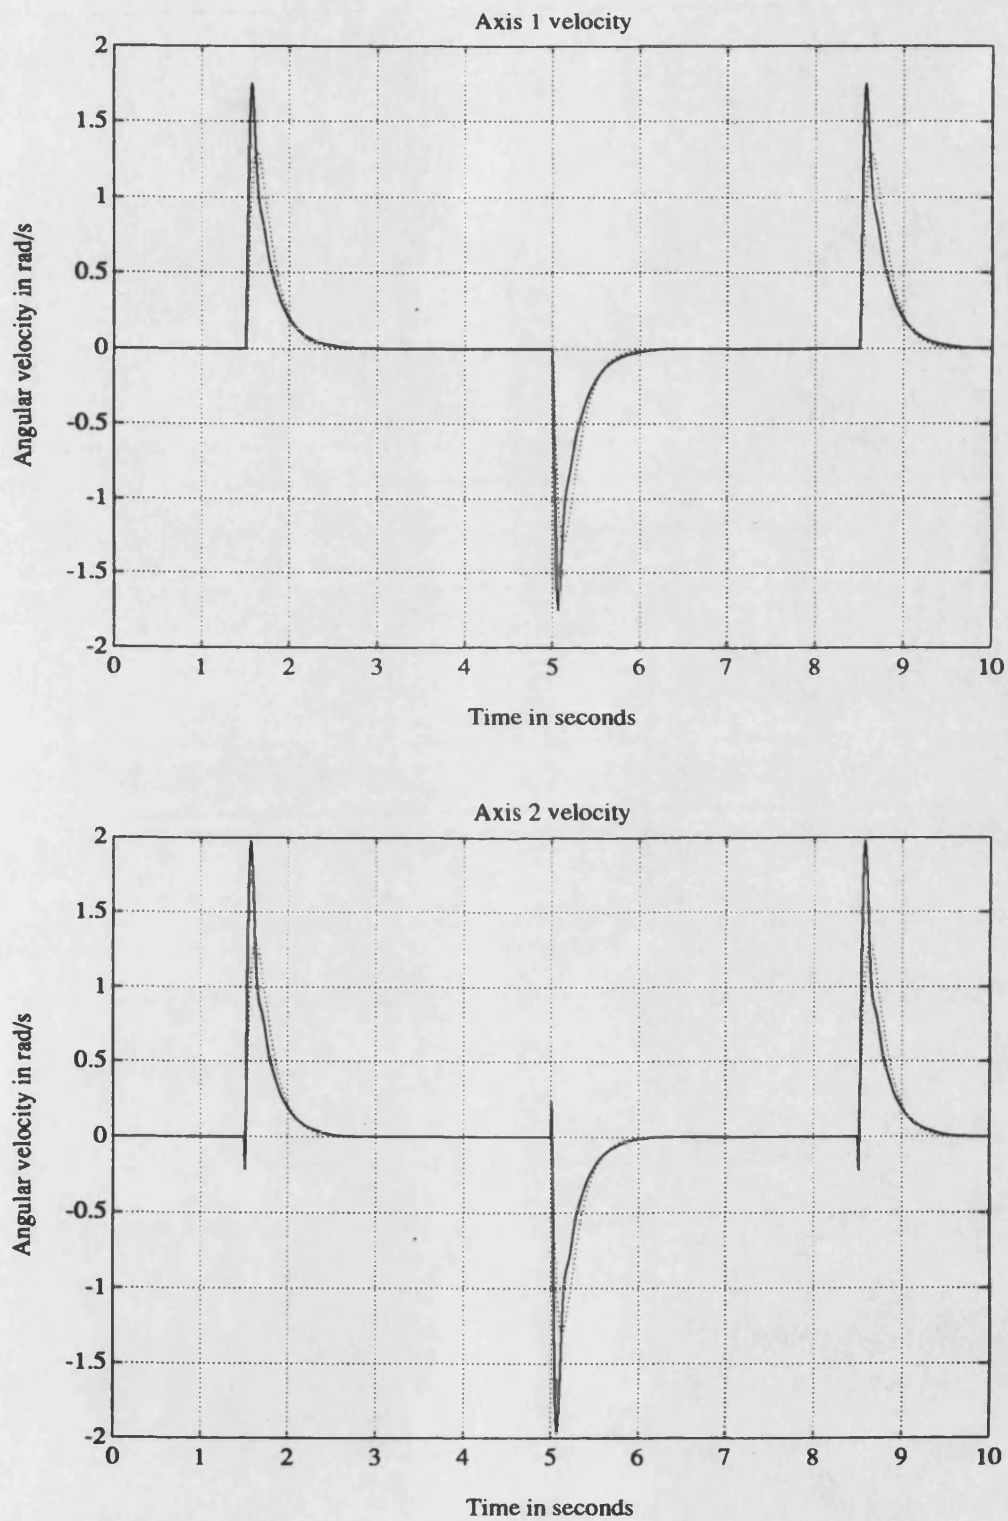 Axis 1 velocity
2
1.5
1
0.5
0
-0.5
-1
-1.5
-2
Angular velocity in rad/s
0 1 2 3 4 5 6 7 8 9 10
Time in seconds
Axis 2 velocity
2
1.5
1
0.5
0
-0.5
-1
-1.5
-2
Angular velocity in rad/s
0 1 2 3 4 5 6 7 8 9 10
Time in seconds